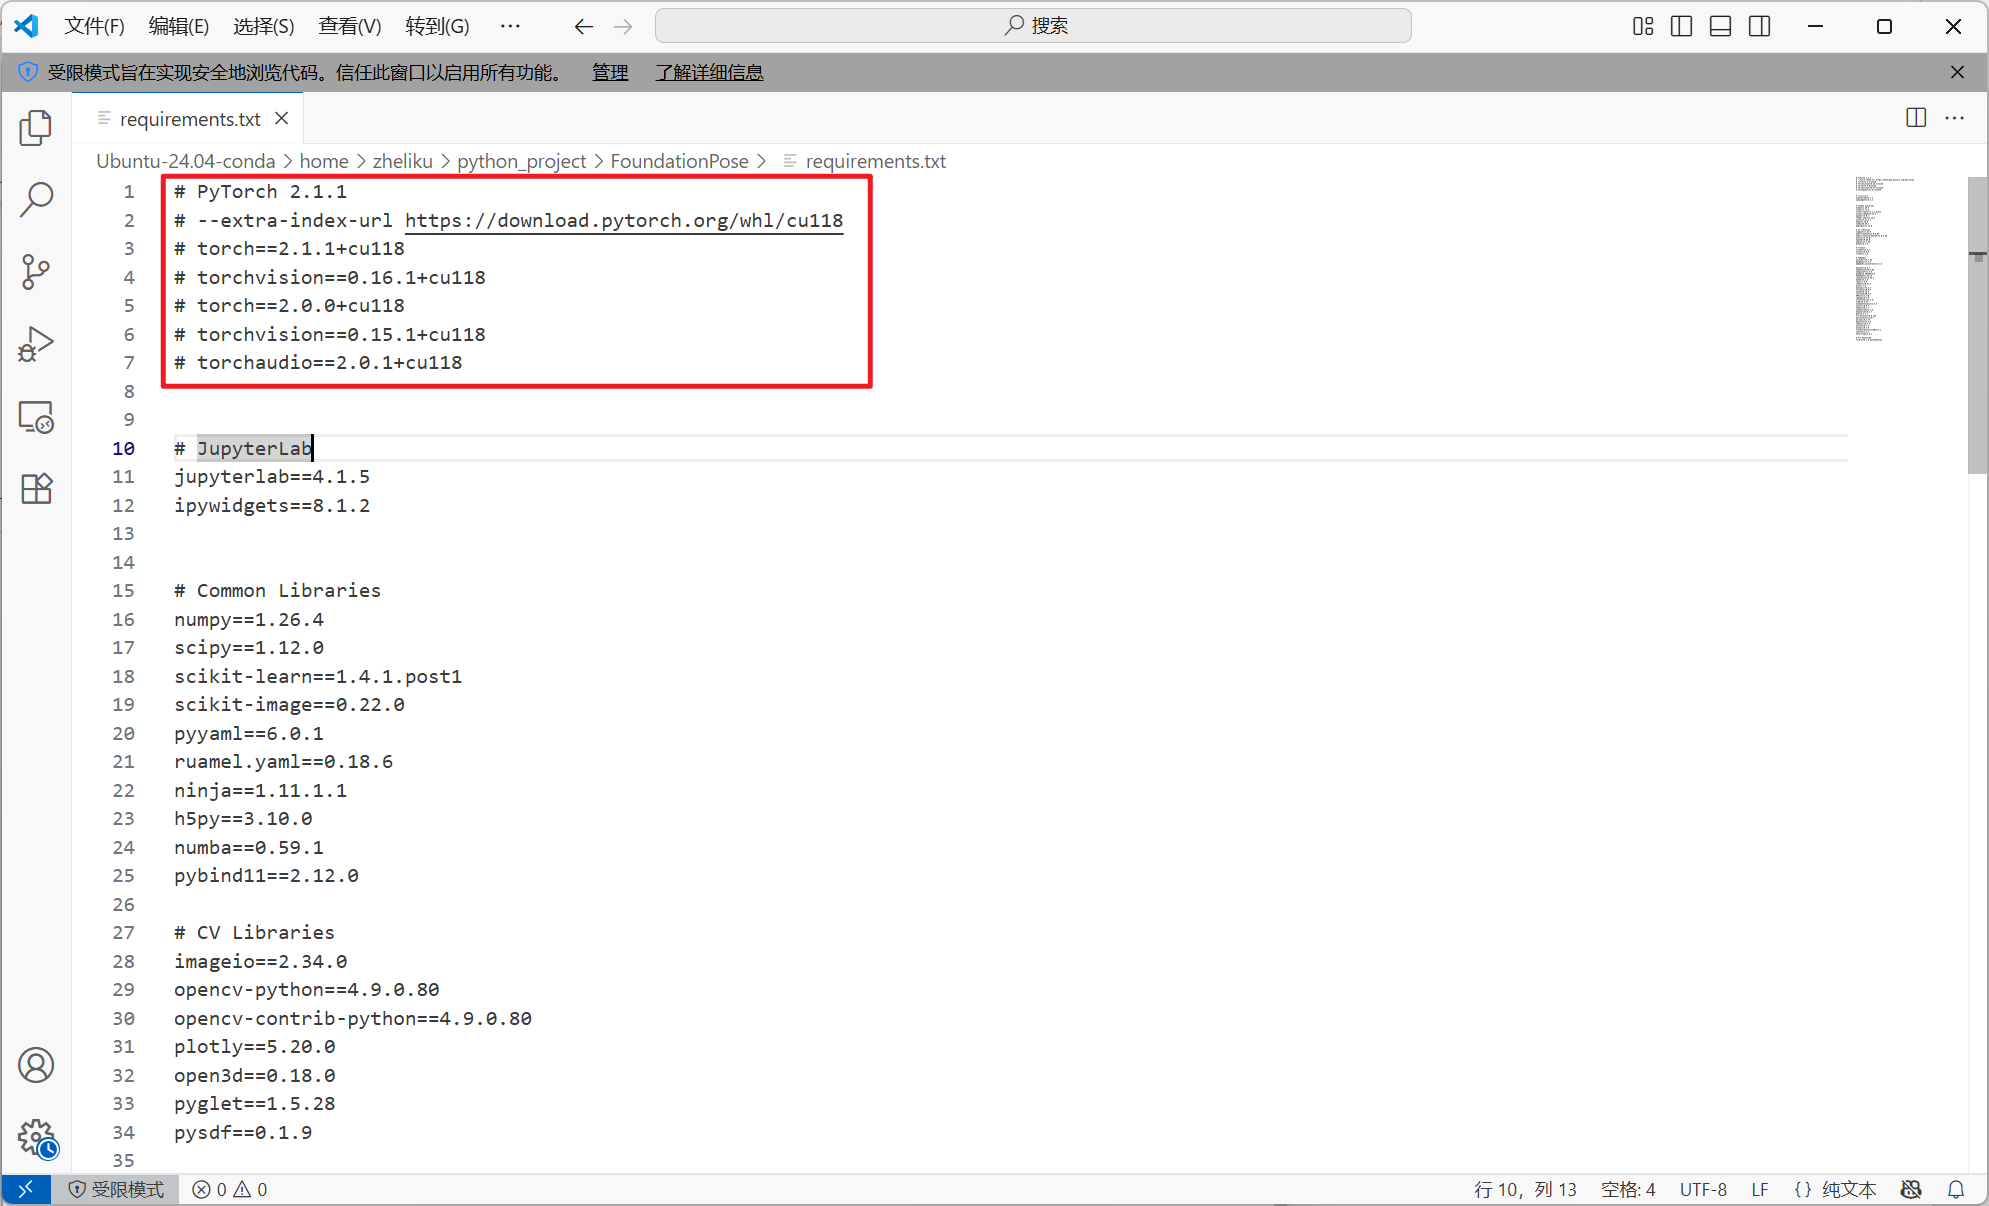 文件(F) 编辑(E) 选择(S) 查看(V) 转到(G) ··· 搜索
受限模式旨在实现安全地浏览代码。信任此窗口以启用所有功能。 管理 了解详细信息
requirements.txt
Ubuntu-24.04-conda > home > zheliku > python_project > FoundationPose > requirements.txt
1 # PyTorch 2.1.1
2 # --extra-index-url https://download.pytorch.org/whl/cu118
3 # torch==2.1.1+cu118
4 # torchvision==0.16.1+cu118
5 # torch==2.0.0+cu118
6 # torchvision==0.15.1+cu118
7 # torchaudio==2.0.1+cu118
8
9
10 # JupyterLab
11 jupyterlab==4.1.5
12 ipywidgets==8.1.2
13
14
15 # Common Libraries
16 numpy==1.26.4
17 scipy==1.12.0
18 scikit-learn==1.4.1.post1
19 scikit-image==0.22.0
20 pyyaml==6.0.1
21 ruamel.yaml==0.18.6
22 ninja==1.11.1.1
23 h5py==3.10.0
24 numba==0.59.1
25 pybind11==2.12.0
26
27 # CV Libraries
28 imageio==2.34.0
29 opencv-python==4.9.0.80
30 opencv-contrib-python==4.9.0.80
31 plotly==5.20.0
32 open3d==0.18.0
33 pyglet==1.5.28
34 pysdf==0.1.9
35
受限模式 0 0 行 10，列 13 空格: 4 UTF-8 LF {} 纯文本